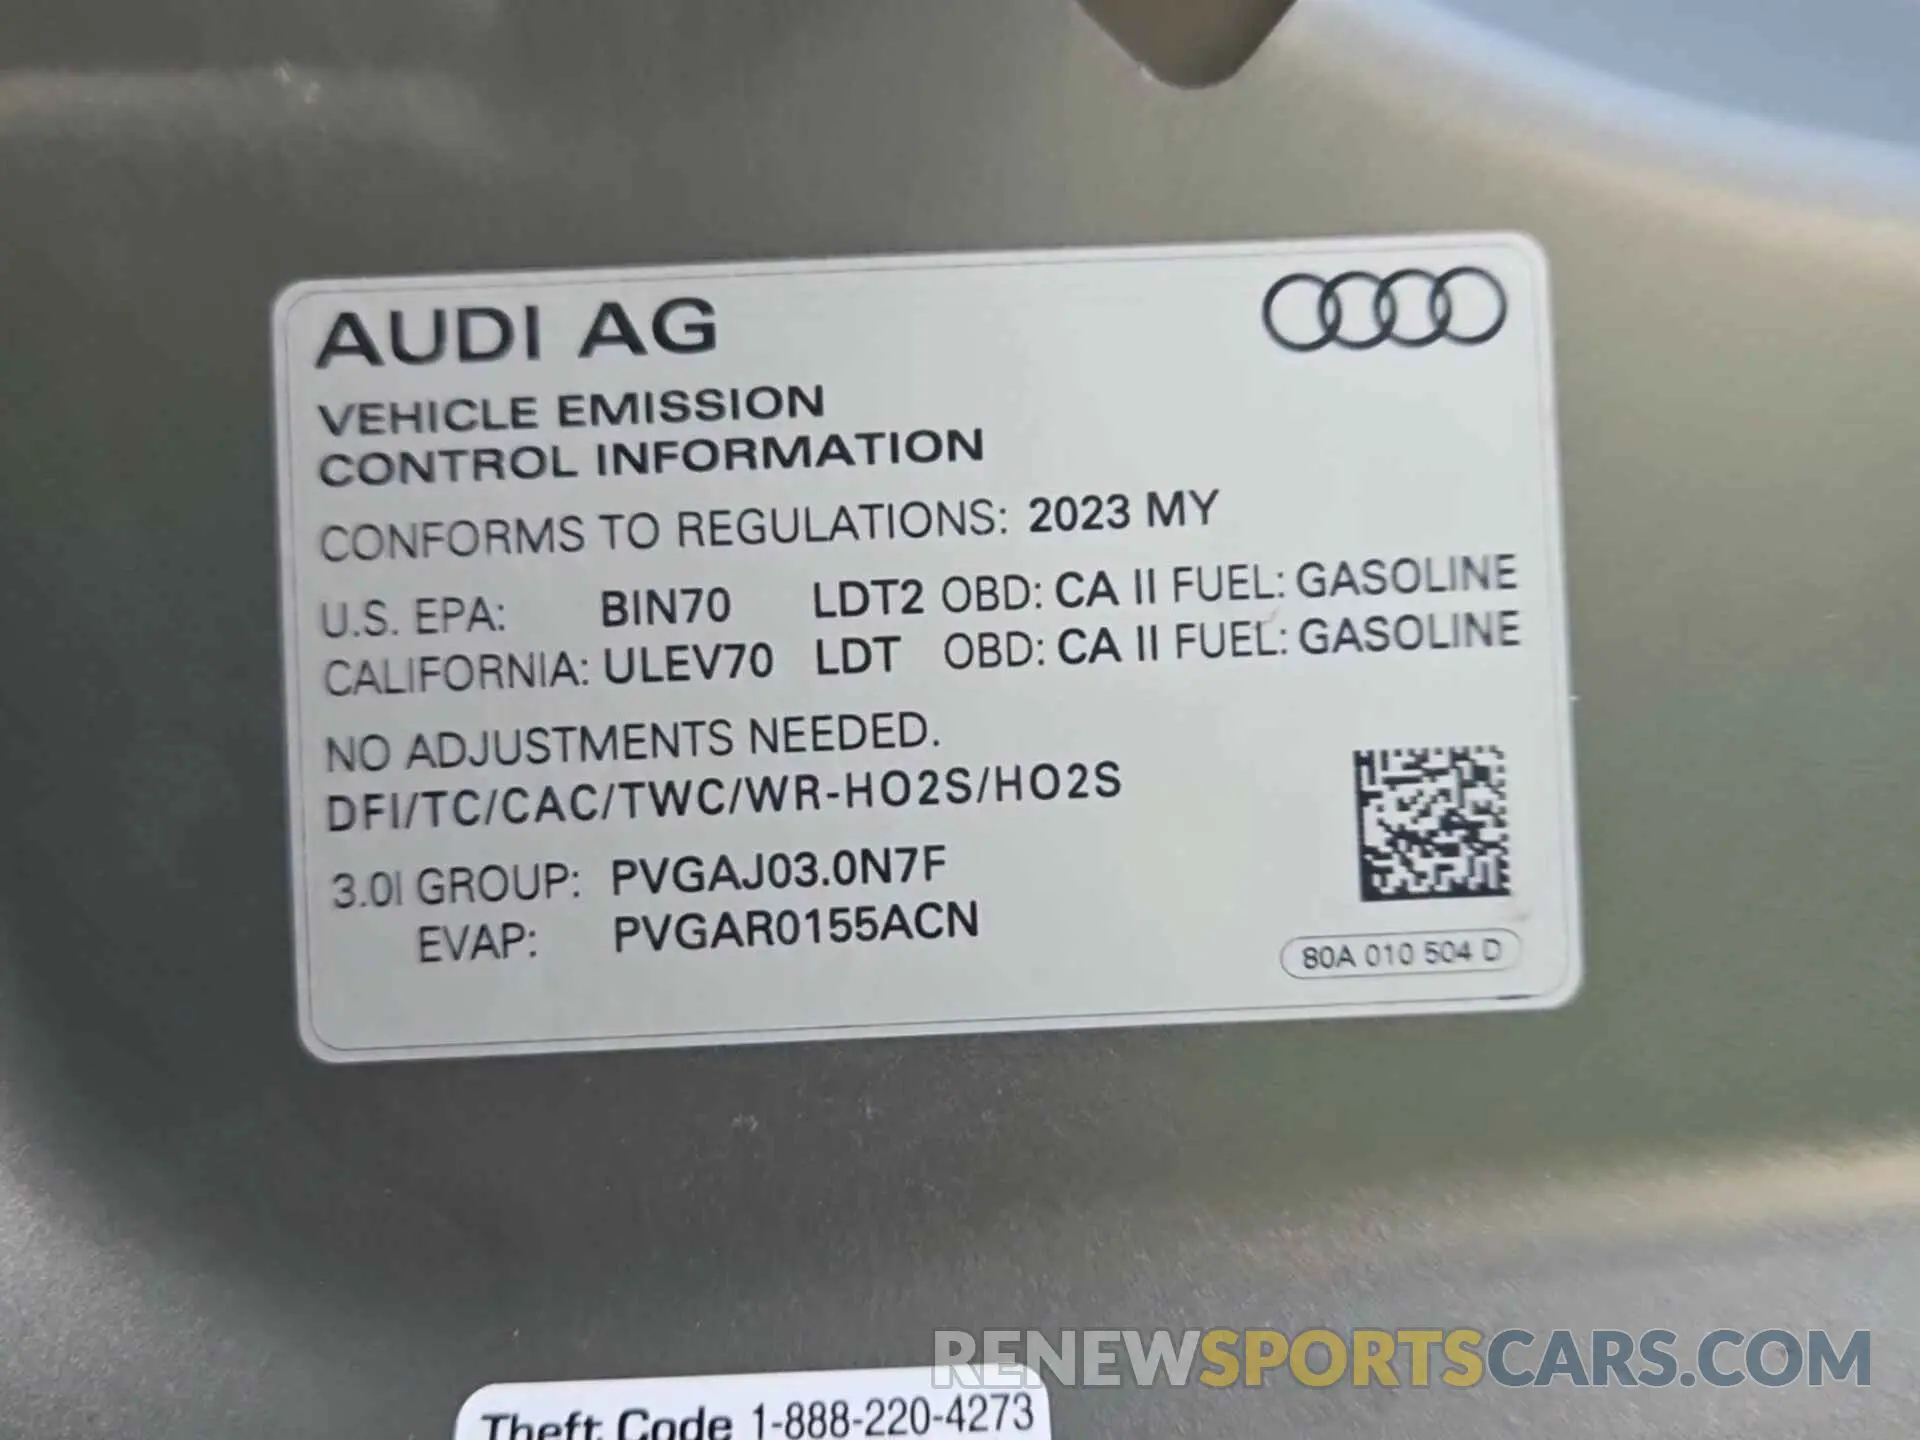 AUDI AG
VEHICLE EMISSION
CONTROL INFORMATION
CONFORMS TO REGULATIONS: 2023 MY
U.S. EPA: BIN70 LDT2 OBD: CA II FUEL: GASOLINE
CALIFORNIA: ULEV70 LDT OBD: CA II FUEL: GASOLINE
NO ADJUSTMENTS NEEDED.
DFI/TC/CAC/TWC/WR-HO2S/HO2S
3.0l GROUP: PVGAJ03.0N7F
EVAP: PVGAR0155ACN
80A 010 504 D
RENEWSPORTSCARS.COM
Theft Code 1-888-220-4273